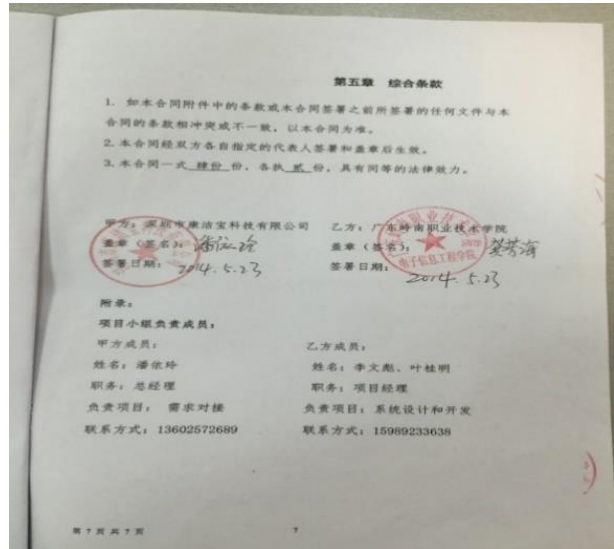 第五章 综合条款
1. 如本合同附件中的条款或本合同签署之前所签署的任何文件与本
合同的条款相冲突或不一致，以本合同为准。
2.本合同经双方各自指定的代表人签署和盖章后生效。
3.本合同一式 肆份 份，各执 贰 份，具有同等的法律效力。
甲方：深圳市康洁宝科技有限公司 乙方：广东岭南职业技术学院
盖章（签名）： 盖章（签名）：
签署日期：2014.5.23 签署日期：2014.5.23
电子信息工程学院
附录：
项目小组负责成员：
甲方成员： 乙方成员：
姓名：潘依玲 姓名：李文彪、叶桂明
职务：总经理 职务：项目经理
负责项目： 需求对接 负责项目：系统设计和开发
联系方式：13602572689 联系方式：15989233638
第 7 页 共 7 页 7